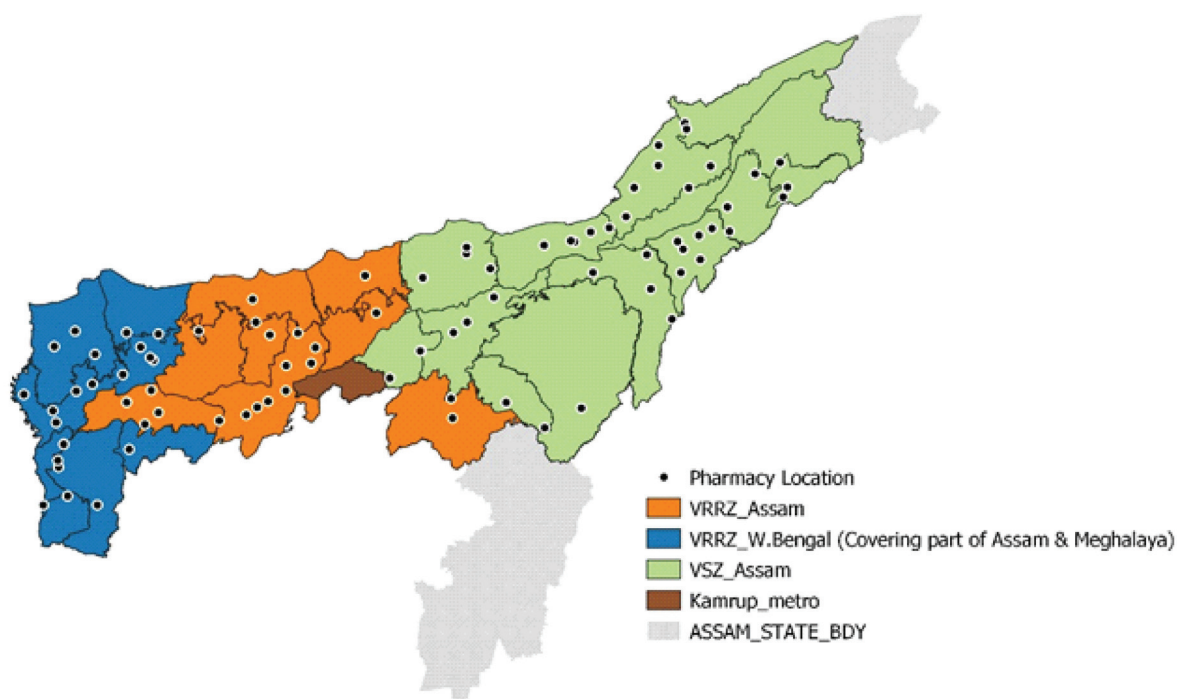 Pharmacy Location
VRRZ_Assam
VRRZ_W.Bengal (Covering part of Assam & Meghalaya)
VSZ_Assam
Kamrup_metro
ASSAM_STATE_BDY